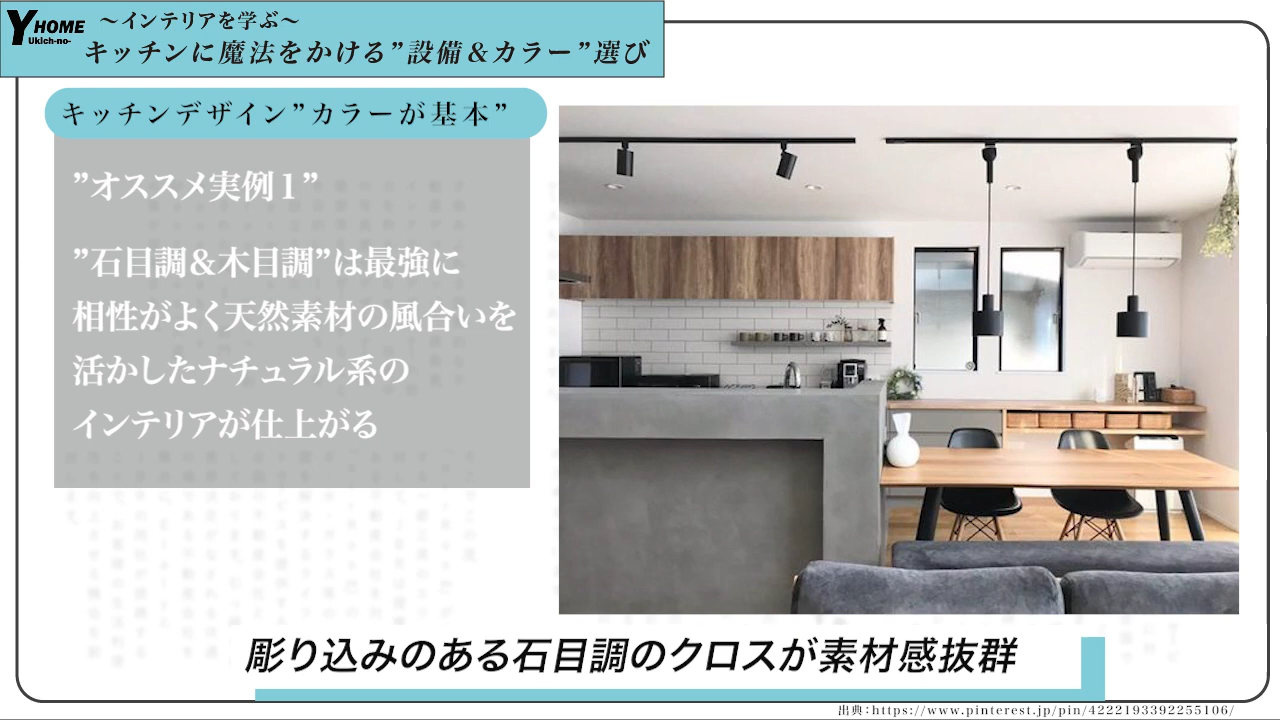 YHOME
Ukich-no-
～インテリアを学ぶ～
キッチンに魔法をかける”設備＆カラー”選び
キッチンデザイン”カラーが基本”
”オススメ実例１”
”石目調＆木目調”は最強に
相性がよく天然素材の風合いを
活かしたナチュラル系の
インテリアが仕上がる
彫り込みのある石目調のクロスが素材感抜群
出典：https://www.pinterest.jp/pin/4222193392255106/